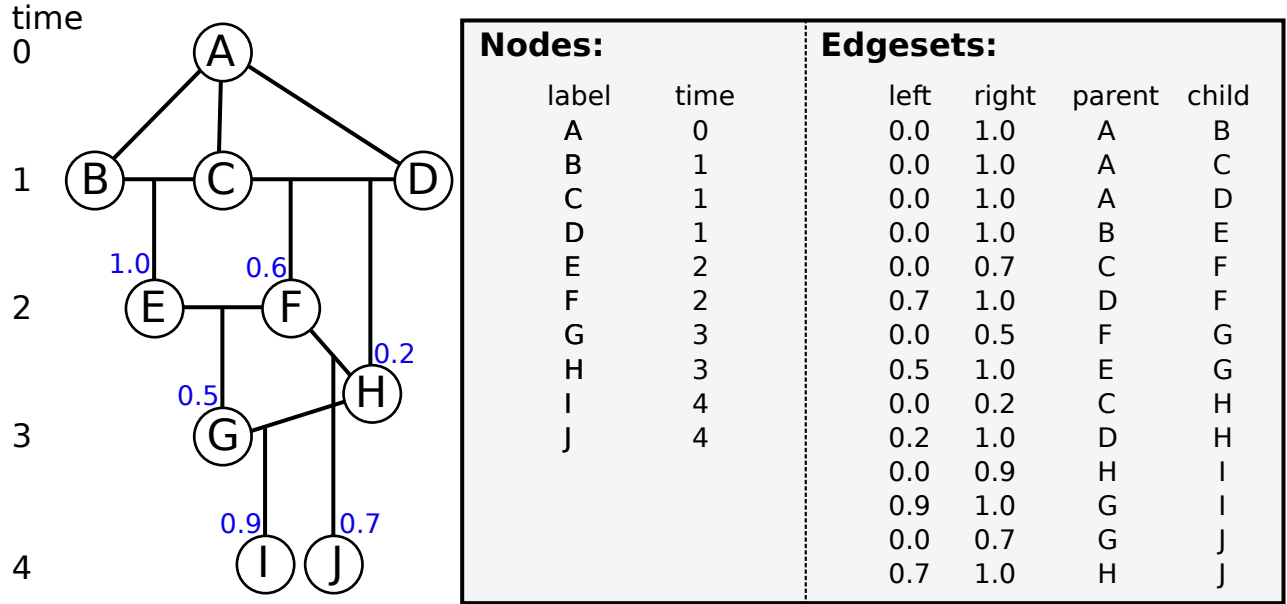 time
0
A
B
C
D
1
1.0
0.6
E
F
2
0.2
0.5
H
G
3
0.9
0.7
I
J
4
Nodes:
label time
A 0
B 1
C 1
D 1
E 2
F 2
G 3
H 3
I 4
J 4
Edgesets:
left right parent child
0.0 1.0 A B
0.0 1.0 A C
0.0 1.0 A D
0.0 1.0 B E
0.0 0.7 C F
0.7 1.0 D F
0.0 0.5 F G
0.5 1.0 E G
0.0 0.2 C H
0.2 1.0 D H
0.0 0.9 H I
0.9 1.0 G I
0.0 0.7 G J
0.7 1.0 H J